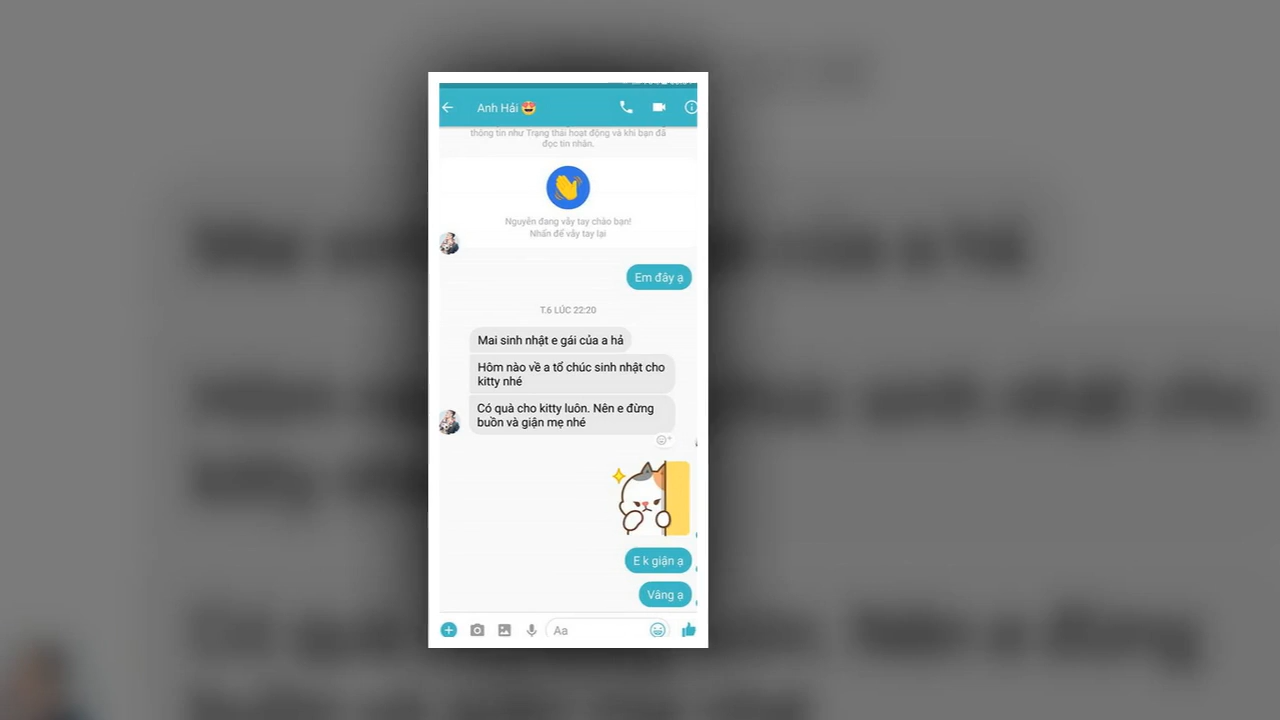 Anh Hải
thông tin như Trạng thái hoạt động và khi bạn đã
đọc tin nhắn.
Nguyên đang vẫy tay chào bạn!
Nhấn để vẫy tay lại
Em đây ạ
T.6 LÚC 22:20
Mai sinh nhật e gái của a hả
Hôm nào về a tổ chúc sinh nhật cho
kitty nhé
Có quà cho kitty luôn. Nên e đừng
buồn và giận mẹ nhé
E k giận ạ
Vâng ạ
Aa